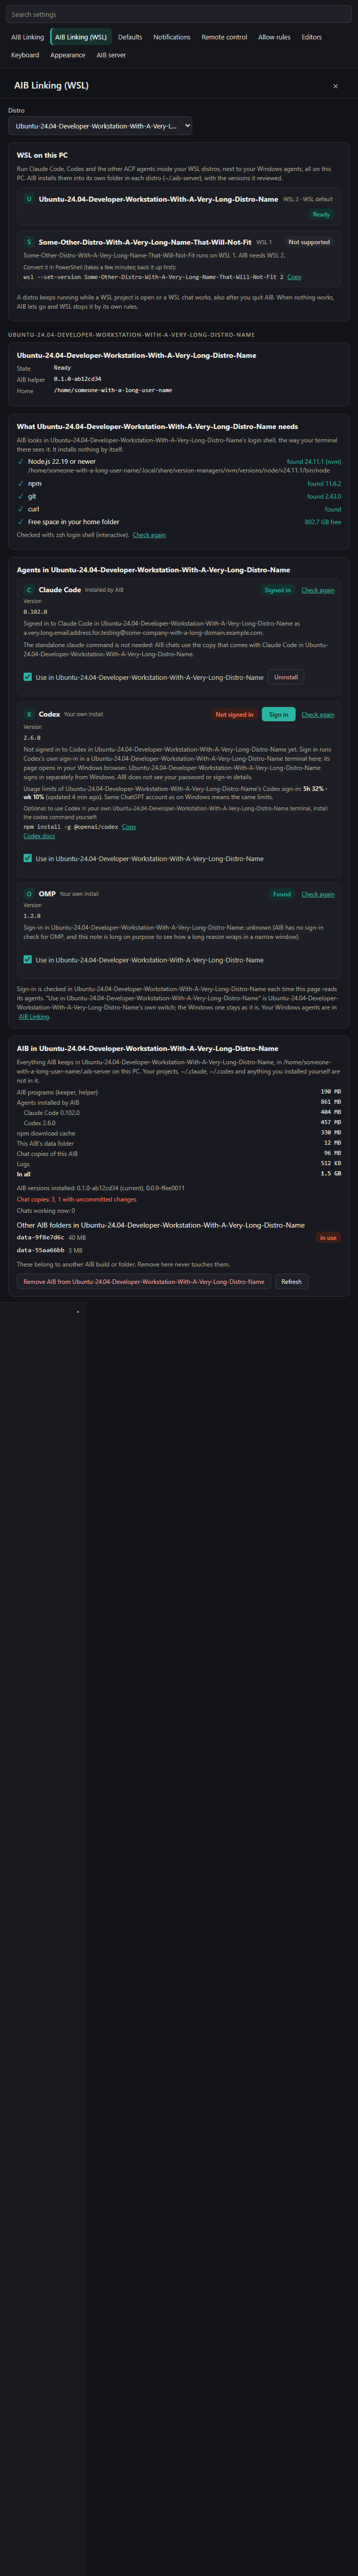 Search settings
AIB Linking
AIB Linking (WSL)
Defaults
Notifications
Remote control
Allow rules
Editors
Keyboard
Appearance
AIB server
AIB Linking (WSL)
×
Distro
Ubuntu-24.04-Developer-Workstation-With-A-Very-L...
WSL on this PC
Run Claude Code, Codex and the other ACP agents inside your WSL distros, next to your Windows agents, all on
this PC. AIB installs them into its own folder in each distro (~/.aib-server), with the versions it reviewed.
U
Ubuntu-24.04-Developer-Workstation-With-A-Very-Long-Distro-Name
WSL 2 · WSL default
Ready
S
Some-Other-Distro-With-A-Very-Long-Name-That-Will-Not-Fit
WSL 1
Not supported
Some-Other-Distro-With-A-Very-Long-Name-That-Will-Not-Fit runs on WSL 1. AIB needs WSL 2.
Convert it in PowerShell (takes a few minutes; back it up first):
wsl --set-version Some-Other-Distro-With-A-Very-Long-Name-That-Will-Not-Fit 2
Copy
A distro keeps running while a WSL project is open or a WSL chat works, also after you quit AIB. When nothing works,
AIB lets go and WSL stops it by its own rules.
UBUNTU-24.04-DEVELOPER-WORKSTATION-WITH-A-VERY-LONG-DISTRO-NAME
Ubuntu-24.04-Developer-Workstation-With-A-Very-Long-Distro-Name
State
Ready
AIB helper
0.1.0-ab12cd34
Home
/home/someone-with-a-long-user-name
What Ubuntu-24.04-Developer-Workstation-With-A-Very-Long-Distro-Name needs
AIB looks in Ubuntu-24.04-Developer-Workstation-With-A-Very-Long-Distro-Name's login shell, the way your terminal
there sees it. It installs nothing by itself.
✓ Node.js 22.19 or newer
found 24.11.1 (nvm)
/home/someone-with-a-long-user-name/.local/share/version-managers/nvm/versions/node/v24.11.1/bin/node
✓ npm
found 11.6.2
✓ git
found 2.43.0
✓ curl
found
✓ Free space in your home folder
802.7 GB free
Checked with: zsh login shell (interactive).
Check again
Agents in Ubuntu-24.04-Developer-Workstation-With-A-Very-Long-Distro-Name
C
Claude Code
Installed by AIB
Signed in
Check again
Version
0.102.0
Signed in to Claude Code in Ubuntu-24.04-Developer-Workstation-With-A-Very-Long-Distro-Name as
a.very.long.email.address.for.testing@some-company-with-a-long-domain.example.com.
The standalone claude command is not needed: AIB chats use the copy that comes with Claude Code in Ubuntu-
24.04-Developer-Workstation-With-A-Very-Long-Distro-Name.
Use in Ubuntu-24.04-Developer-Workstation-With-A-Very-Long-Distro-Name
Uninstall
X
Codex
Your own install
Not signed in
Sign in
Check again
Version
2.6.0
Not signed in to Codex in Ubuntu-24.04-Developer-Workstation-With-A-Very-Long-Distro-Name yet. Sign in runs
Codex's own sign-in in a Ubuntu-24.04-Developer-Workstation-With-A-Very-Long-Distro-Name terminal here; its
page opens in your Windows browser. Ubuntu-24.04-Developer-Workstation-With-A-Very-Long-Distro-Name
signs in separately from Windows. AIB does not see your password or sign-in details.
Usage limits of Ubuntu-24.04-Developer-Workstation-With-A-Very-Long-Distro-Name's Codex sign-in: 5h 32% ·
wk 10% (updated 4 min ago). Same ChatGPT account as on Windows means the same limits.
Optional to use Codex in your own Ubuntu-24.04-Developer-Workstation-With-A-Very-Long-Distro-Name terminal, install
the codex command yourself:
npm install -g @openai/codex
Copy
Codex docs
Use in Ubuntu-24.04-Developer-Workstation-With-A-Very-Long-Distro-Name
O
OMP
Your own install
Found
Check again
Version
1.2.0
Sign-in in Ubuntu-24.04-Developer-Workstation-With-A-Very-Long-Distro-Name: unknown (AIB has no sign-in
check for OMP, and this note is long on purpose to see how a long reason wraps in a narrow window).
Use in Ubuntu-24.04-Developer-Workstation-With-A-Very-Long-Distro-Name
Sign-in is checked in Ubuntu-24.04-Developer-Workstation-With-A-Very-Long-Distro-Name each time this page reads
its agents. "Use in Ubuntu-24.04-Developer-Workstation-With-A-Very-Long-Distro-Name" is Ubuntu-24.04-Developer-
Workstation-With-A-Very-Long-Distro-Name's own switch; the Windows one stays as it is. Your Windows agents are in
AIB Linking.
AIB in Ubuntu-24.04-Developer-Workstation-With-A-Very-Long-Distro-Name
Everything AIB keeps in Ubuntu-24.04-Developer-Workstation-With-A-Very-Long-Distro-Name, in /home/someone-
with-a-long-user-name/.aib-server on this PC. Your projects, ~/.claude, ~/.codex and anything you installed yourself are
not in it.
AIB programs (keeper, helper)
190 MB
Agents installed by AIB
861 MB
Claude Code 0.102.0
404 MB
Codex 2.6.0
457 MB
npm download cache
330 MB
This AIB's data folder
12 MB
Chat copies of this AIB
96 MB
Logs
512 KB
In all
1.5 GB
AIB versions installed: 0.1.0-ab12cd34 (current), 0.0.9-ffee0011
Chat copies: 3, 1 with uncommitted changes
Chats working now: 0
Other AIB folders in Ubuntu-24.04-Developer-Workstation-With-A-Very-Long-Distro-Name
data-9f8e7d6c 40 MB
in use
data-55aa66bb 3 MB
These belong to another AIB build or folder. Remove here never touches them.
Remove AIB from Ubuntu-24.04-Developer-Workstation-With-A-Very-Long-Distro-Name
Refresh